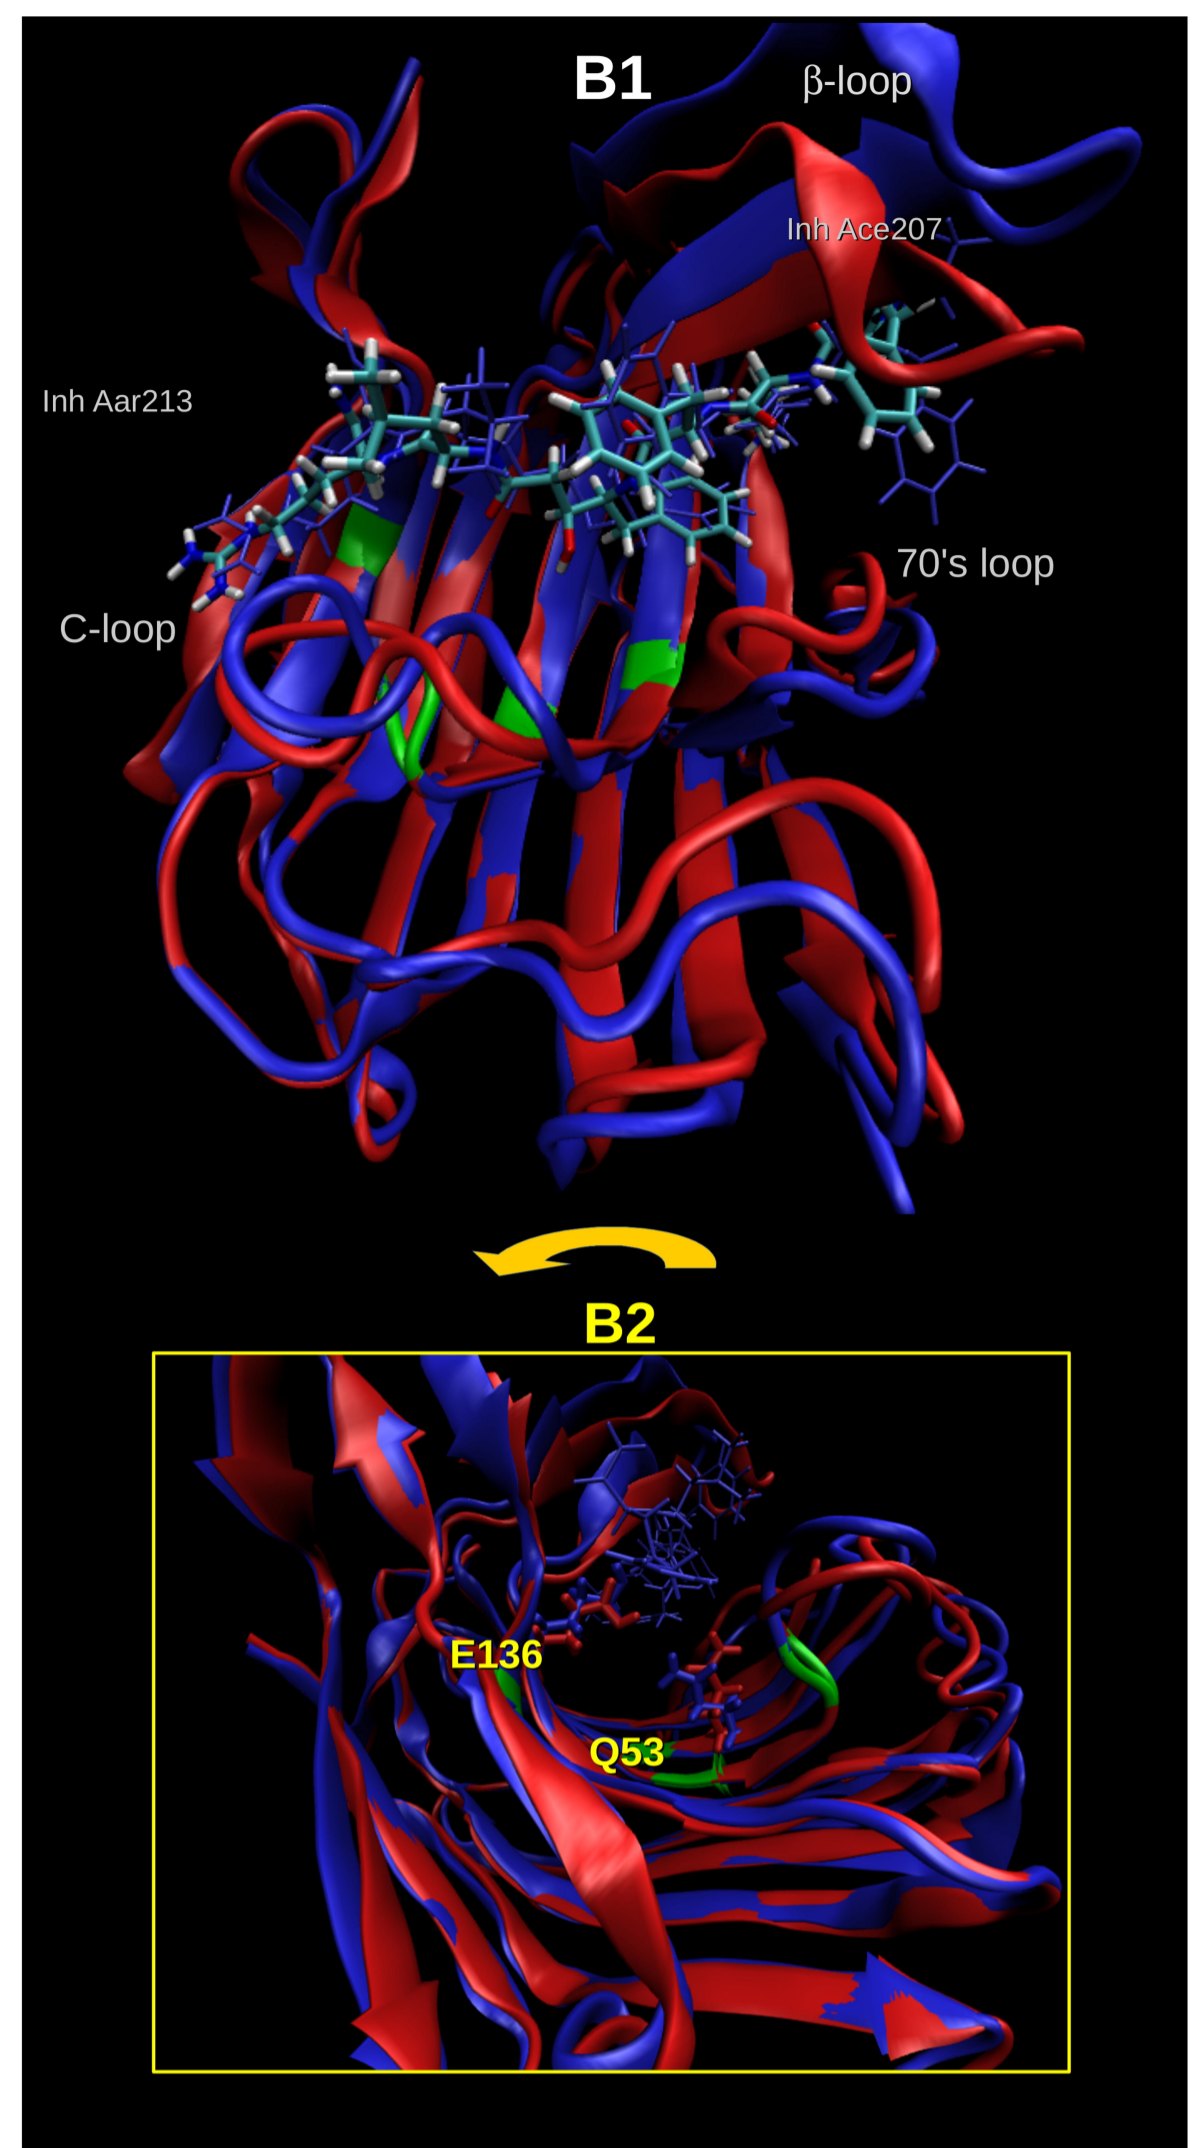 B1
β-loop
Inh Ace207
Inh Aar213
70's loop
C-loop
B2
E136
Q53